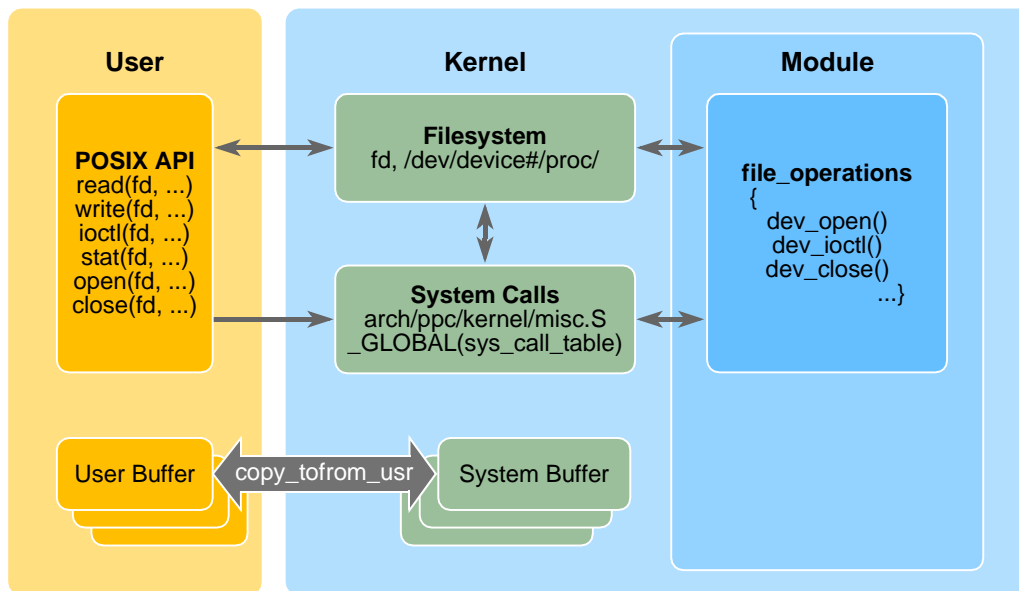 User
Kernel
Module
POSIX API
read(fd, ...)
write(fd, ...)
ioctl(fd, ...)
stat(fd, ...)
open(fd, ...)
close(fd, ...)
Filesystem
fd, /dev/device#/proc/
System Calls
arch/ppc/kernel/misc.S
_GLOBAL(sys_call_table)
file_operations
{
dev_open()
dev_ioctl()
dev_close()
...}
User Buffer
copy_tofrom_usr
System Buffer